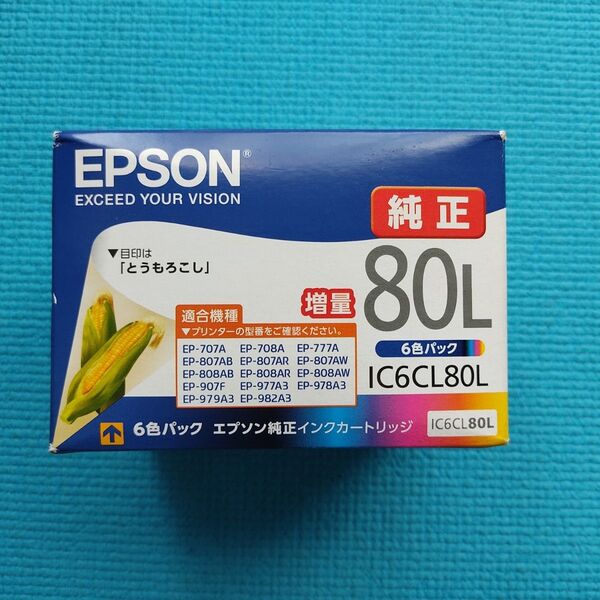 EPSON®
EXCEED YOUR VISION
純正
▼目印は
「とうもろこし」
増量
80L
適合機種
▼プリンターの型番をご確認ください。
EP-707A EP-708A EP-777A
EP-807AB EP-807AR EP-807AW
EP-808AB EP-808AR EP-808AW
EP-907F EP-977A3 EP-978A3
EP-979A3 EP-982A3
6色パック
IC6CL80L
6色パック エプソン純正インクカートリッジ
IC6CL80L